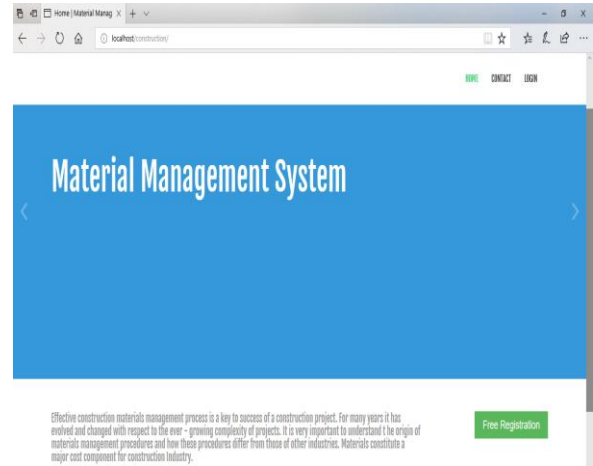 Home | Material Manag
localhost/construction/
HOME CONTACT LOGIN
Material Management System
Effective construction materials management process is a key to success of a construction project. For many years it has
evolved and changed with respect to the ever - growing complexity of projects. It is very important to understand t he origin of
materials management procedures and how these procedures differ from those of other industries. Materials constitute a
major cost component for construction Industry.
Free Registration